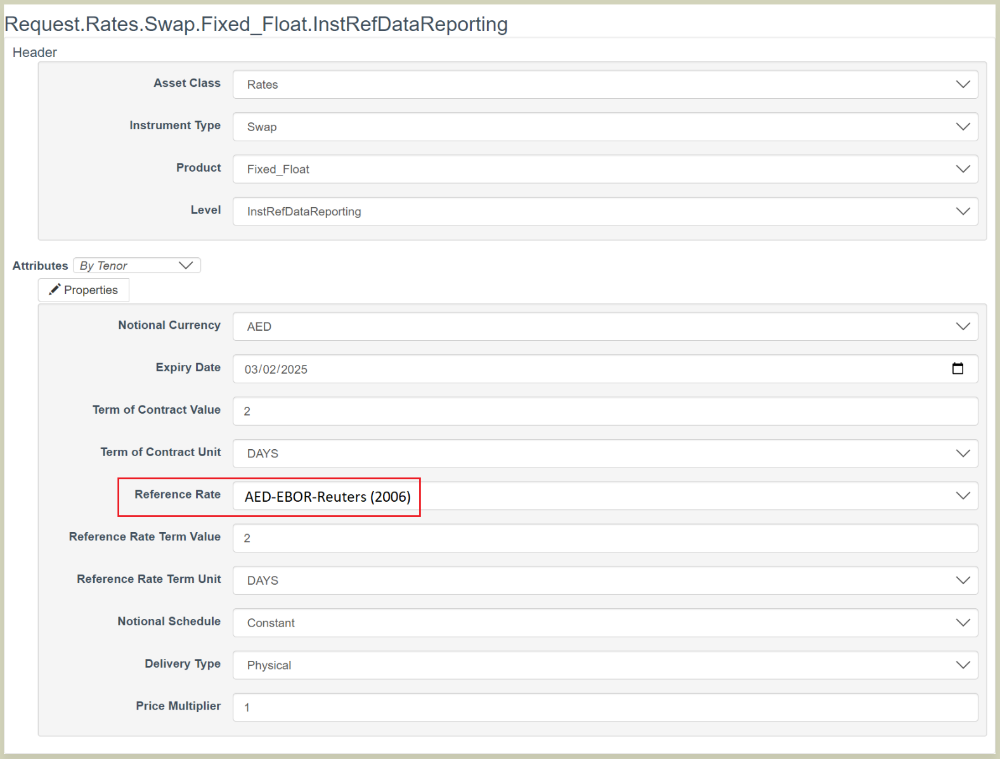 Request.Rates.Swap.Fixed_Float.InstRefDataReporting
Header
Asset Class Rates
Instrument Type Swap
Product Fixed_Float
Level InstRefDataReporting
Attributes By Tenor
Properties
Notional Currency AED
Expiry Date 03/02/2025
Term of Contract Value 2
Term of Contract Unit DAYS
Reference Rate AED-EBOR-Reuters (2006)
Reference Rate Term Value 2
Reference Rate Term Unit DAYS
Notional Schedule Constant
Delivery Type Physical
Price Multiplier 1